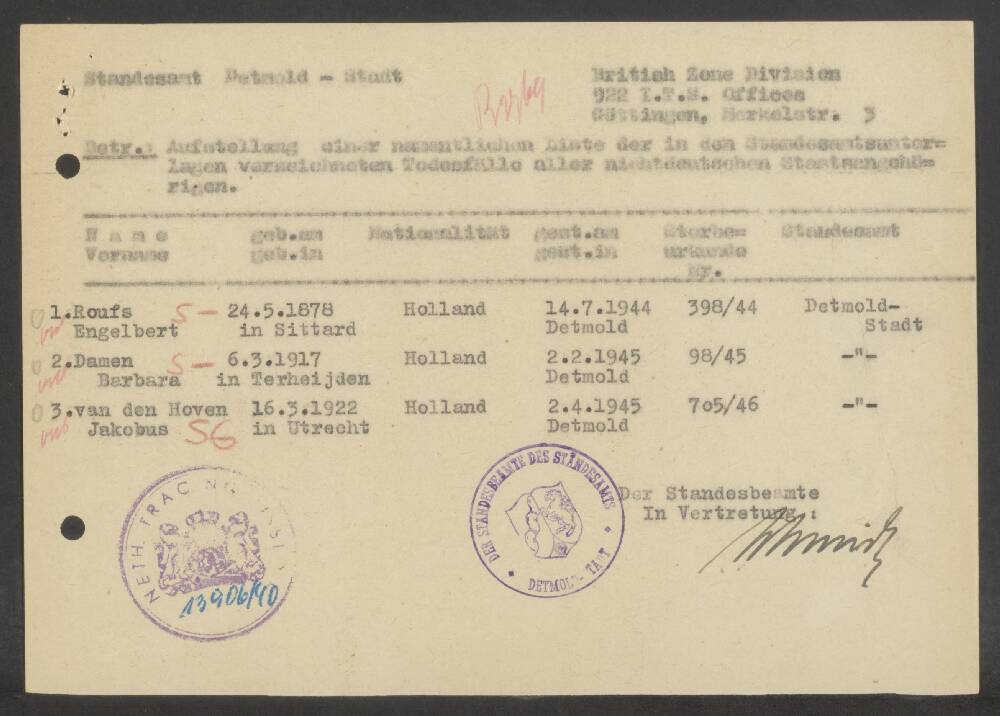 Standesamt Detmold - Stadt
British Zone Division
922 I.T.S. Offices
Göttingen, Merkelstr. 3
Betr.: Aufstellung einer namentlichen Liste der in den Standesamtsunter=
lagen verzeichneten Todesfälle aller nichtdeutschen Staatsangehö=
rigen.
Name geb.am Nationalität gest.am Sterbe= Standesamt
Vorname geb.in gest.in urkunde
Nr.
1.Roufs S - 24.5.1878 Holland 14.7.1944 398/44 Detmold-
Engelbert in Sittard Detmold Stadt
2.Damen S - 6.3.1917 Holland 2.2.1945 98/45 -"-
Barbara in Terheijden Detmold
3.van den Hoven 16.3.1922 Holland 2.4.1945 7o5/46 -"-
Jakobus SG in Utrecht Detmold
NETH. TRACING
13906/40
DER STANDESBEAMTE DES STANDESAMTS
DETMOLD-
Der Standesbeamte
In Vertretung: